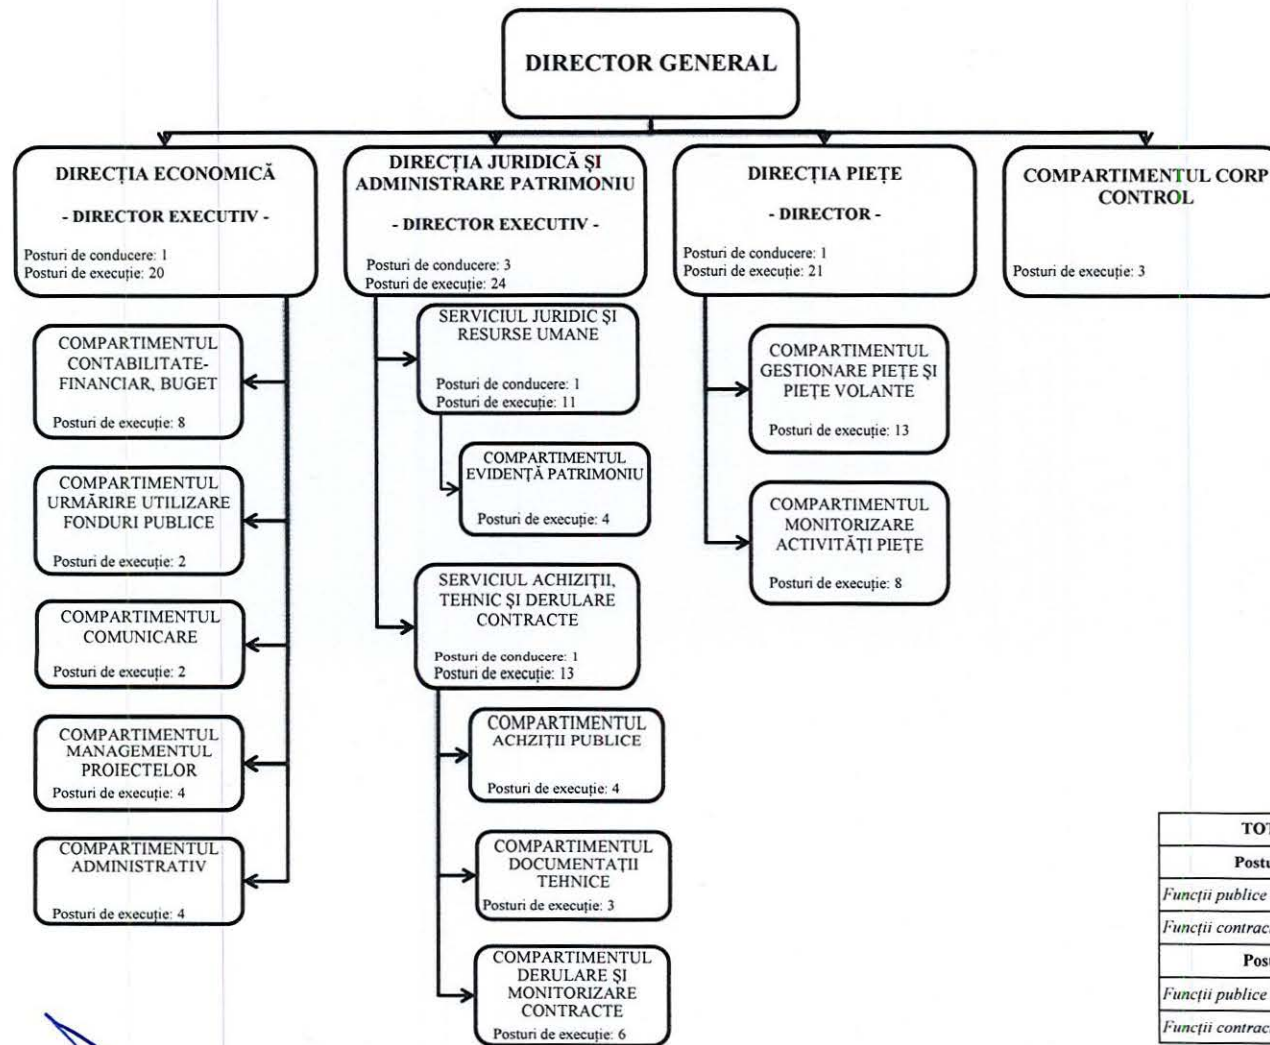 DIRECTOR GENERAL
DIRECȚIA ECONOMICĂ
- DIRECTOR EXECUTIV -
Posturi de conducere: 1
Posturi de execuție: 20
COMPARTIMENTUL
CONTABILITATE-
FINANCIAR, BUGET
Posturi de execuție: 8
COMPARTIMENTUL
URMĂRIRE UTILIZARE
FONDURI PUBLICE
Posturi de execuție: 2
COMPARTIMENTUL
COMUNICARE
Posturi de execuție: 2
COMPARTIMENTUL
MANAGEMENTUL
PROIECTELOR
Posturi de execuție: 4
COMPARTIMENTUL
ADMINISTRATIV
Posturi de execuție: 4
DIRECȚIA JURIDICĂ ȘI
ADMINISTRARE PATRIMONIU
- DIRECTOR EXECUTIV -
Posturi de conducere: 3
Posturi de execuție: 24
SERVICIUL JURIDIC ȘI
RESURSE UMANE
Posturi de conducere: 1
Posturi de execuție: 11
COMPARTIMENTUL
EVIDENȚĂ PATRIMONIU
Posturi de execuție: 4
SERVICIUL ACHIZIȚII,
TEHNIC ȘI DERULARE
CONTRACTE
Posturi de conducere: 1
Posturi de execuție: 13
COMPARTIMENTUL
ACHZIȚII PUBLICE
Posturi de execuție: 4
COMPARTIMENTUL
DOCUMENTAȚII
TEHNICE
Posturi de execuție: 3
COMPARTIMENTUL
DERULARE ȘI
MONITORIZARE
CONTRACTE
Posturi de execuție: 6
DIRECȚIA PIEȚE
- DIRECTOR -
Posturi de conducere: 1
Posturi de execuție: 21
COMPARTIMENTUL
GESTIONARE PIEȚE ȘI
PIEȚE VOLANTE
Posturi de execuție: 13
COMPARTIMENTUL
MONITORIZARE
ACTIVITĂȚI PIEȚE
Posturi de execuție: 8
COMPARTIMENTUL CORP
CONTROL
Posturi de execuție: 3
Funcții publice
Funcții
Funcții publice
Funcții